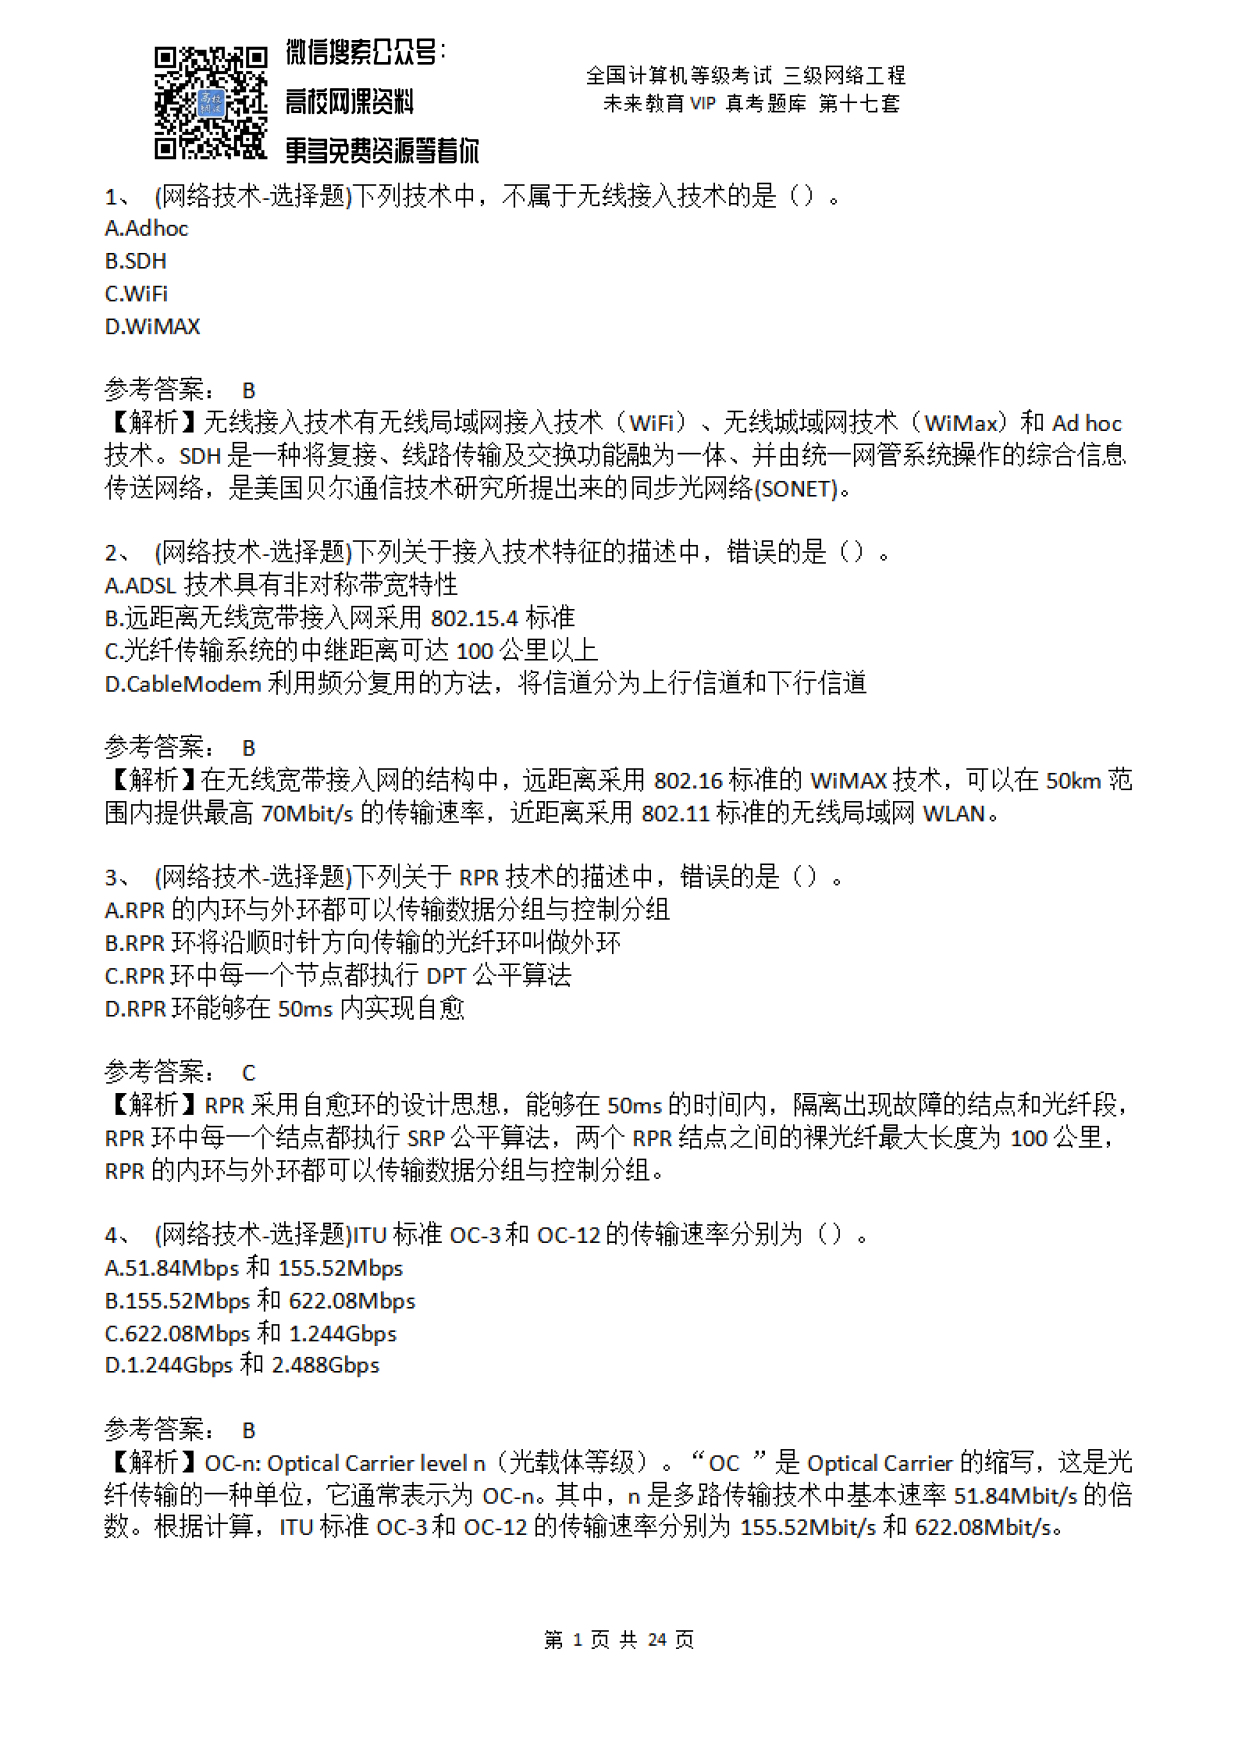 微信搜索公众号：
高校网课资料
更多免费资源等着你
高校
网课
全国计算机等级考试 三级网络工程
未来教育 VIP 真考题库 第十七套
1、 (网络技术-选择题)下列技术中，不属于无线接入技术的是（）。
A.Adhoc
B.SDH
C.WiFi
D.WiMAX
参考答案： B
【解析】无线接入技术有无线局域网接入技术（WiFi）、无线城域网技术（WiMax）和 Ad hoc
技术。SDH 是一种将复接、线路传输及交换功能融为一体、并由统一网管系统操作的综合信息
传送网络，是美国贝尔通信技术研究所提出来的同步光网络(SONET)。
2、 (网络技术-选择题)下列关于接入技术特征的描述中，错误的是（）。
A.ADSL 技术具有非对称带宽特性
B.远距离无线宽带接入网采用 802.15.4 标准
C.光纤传输系统的中继距离可达 100 公里以上
D.CableModem 利用频分复用的方法，将信道分为上行信道和下行信道
参考答案： B
【解析】在无线宽带接入网的结构中，远距离采用 802.16 标准的 WiMAX 技术，可以在 50km 范
围内提供最高 70Mbit/s 的传输速率，近距离采用 802.11 标准的无线局域网 WLAN。
3、 (网络技术-选择题)下列关于 RPR 技术的描述中，错误的是（）。
A.RPR 的内环与外环都可以传输数据分组与控制分组
B.RPR 环将沿顺时针方向传输的光纤环叫做外环
C.RPR 环中每一个节点都执行 DPT 公平算法
D.RPR 环能够在 50ms 内实现自愈
参考答案： C
【解析】RPR 采用自愈环的设计思想，能够在 50ms 的时间内，隔离出现故障的结点和光纤段，
RPR 环中每一个结点都执行 SRP 公平算法，两个 RPR 结点之间的裸光纤最大长度为 100 公里，
RPR 的内环与外环都可以传输数据分组与控制分组。
4、 (网络技术-选择题)ITU 标准 OC-3 和 OC-12 的传输速率分别为（）。
A.51.84Mbps 和 155.52Mbps
B.155.52Mbps 和 622.08Mbps
C.622.08Mbps 和 1.244Gbps
D.1.244Gbps 和 2.488Gbps
参考答案： B
【解析】OC-n: Optical Carrier level n（光载体等级）。“OC ”是 Optical Carrier 的缩写，这是光
纤传输的一种单位，它通常表示为 OC-n。其中，n 是多路传输技术中基本速率 51.84Mbit/s 的倍
数。根据计算，ITU 标准 OC-3 和 OC-12 的传输速率分别为 155.52Mbit/s 和 622.08Mbit/s。
第 1 页 共 24 页